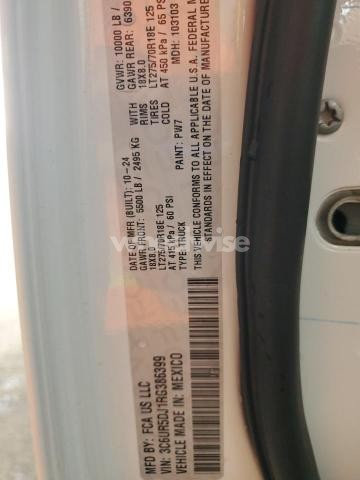 MFD BY: FCA US LLC
VIN: 3C6UR5DJ1RG386399
VEHICLE MADE IN: MEXICO
DATE OF MFR (BUILT): 10-24
GAWR FRONT: 5500 LB / 2495 KG
18X8.0
LT275/70R18E 125
AT 415 kPa / 60 PSI
TYPE: TRUCK
WITH
RIMS
TIRES
COLD
PAINT: PW7
GVWR: 10000 LB /
GAWR REAR: 6390
18X8.0
LT275/70R18E 125
AT 450 kPa / 65 PSI
MDH: 103103
THIS VEHICLE CONFORMS TO ALL APPLICABLE U.S.A. FEDERAL M
STANDARDS IN EFFECT ON THE DATE OF MANUFACTURE